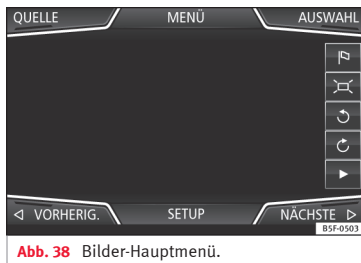 QUELLE MENÜ AUSWAHL
◁ VORHERIG. SETUP NÄCHSTE ▷
B5F-0503
Abb. 38 Bilder-Hauptmenü.